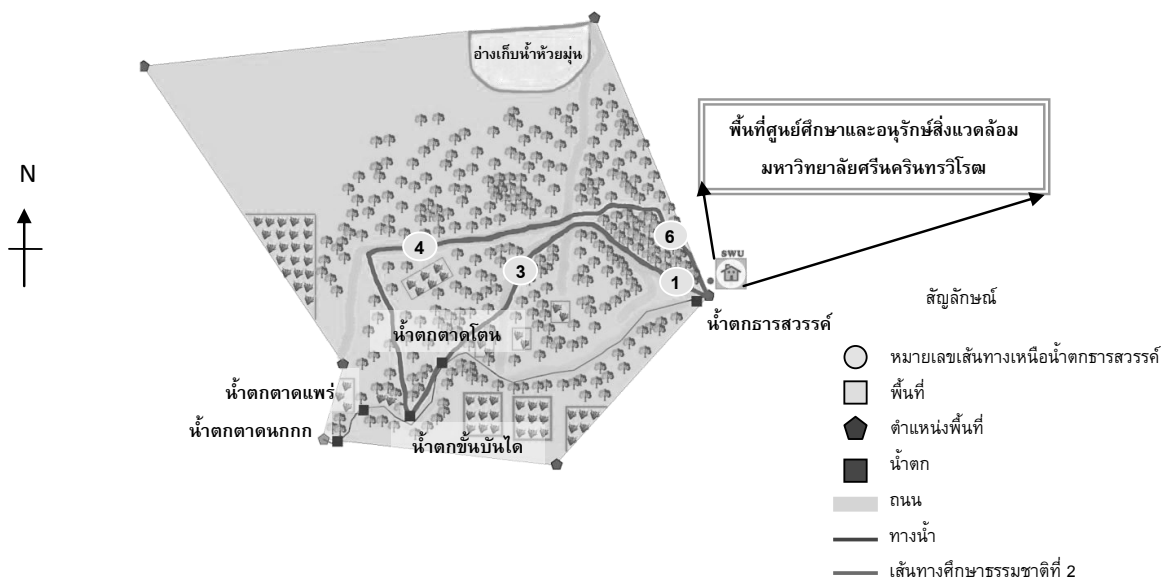 อ่างเก็บน้ำห้วยมุ่น
พื้นที่ศูนย์ศึกษาและอนุรักษ์สิ่งแวดล้อม
มหาวิทยาลัยศรีนครินทรวิโรฒ
N
4
3
6
1
SWU
น้ำตกธารสวรรค์
น้ำตกตาดโตน
น้ำตกตาดแพร่
น้ำตกตาดนกกก
น้ำตกขั้นบันได
สัญลักษณ์
หมายเลขเส้นทางเหนือน้ำตกธารสวรรค์
พื้นที่
ตำแหน่งพื้นที่
น้ำตก
ถนน
ทางน้ำ
เส้นทางศึกษาธรรมชาติที่ 2